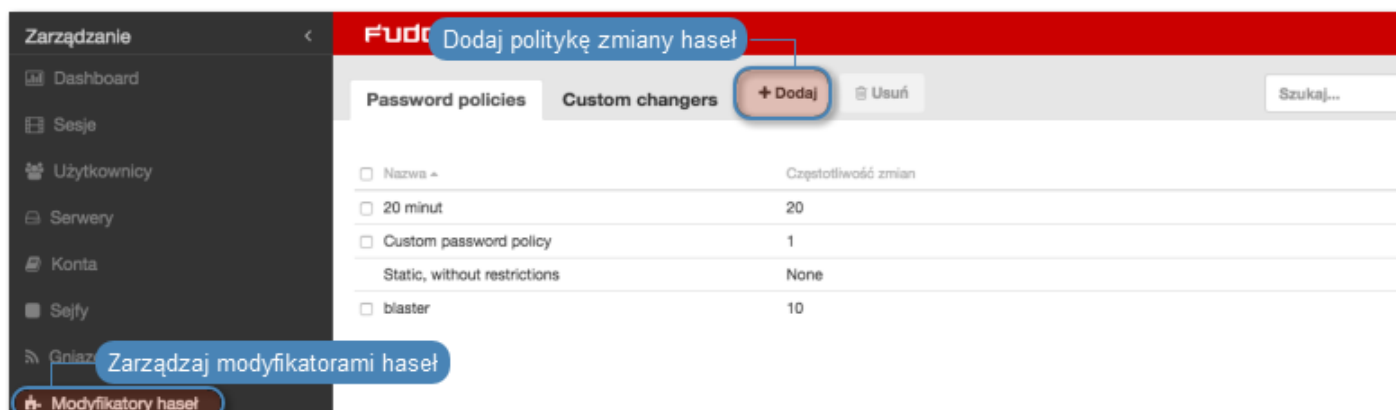 Zarządzanie
Dodaj politykę zmiany haseł
Dashboard
Password policies
Custom changers
+ Dodaj
Usuń
Szukaj...
Sesje
Użytkownicy
Nazwa
Częstotliwość zmian
20 minut
20
Serwery
Custom password policy
1
Konta
Static, without restrictions
None
Sejfy
blaster
10
Zarządzaj modyfikatorami haseł
Modyfikatory haseł